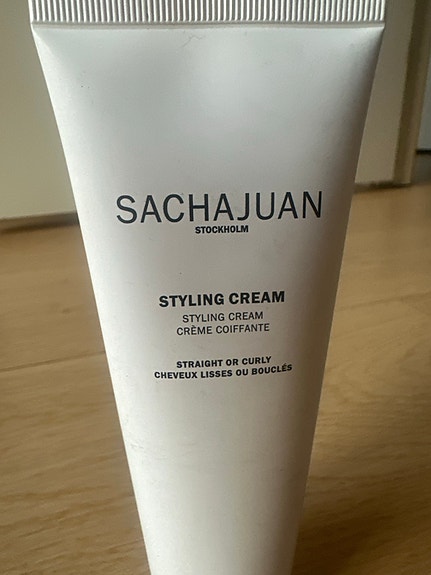 SACHAJUAN
STOCKHOLM
STYLING CREAM
STYLING CREAM
CRÈME COIFFANTE
STRAIGHT OR CURLY
CHEVEUX LISSES OU BOUCLÉS